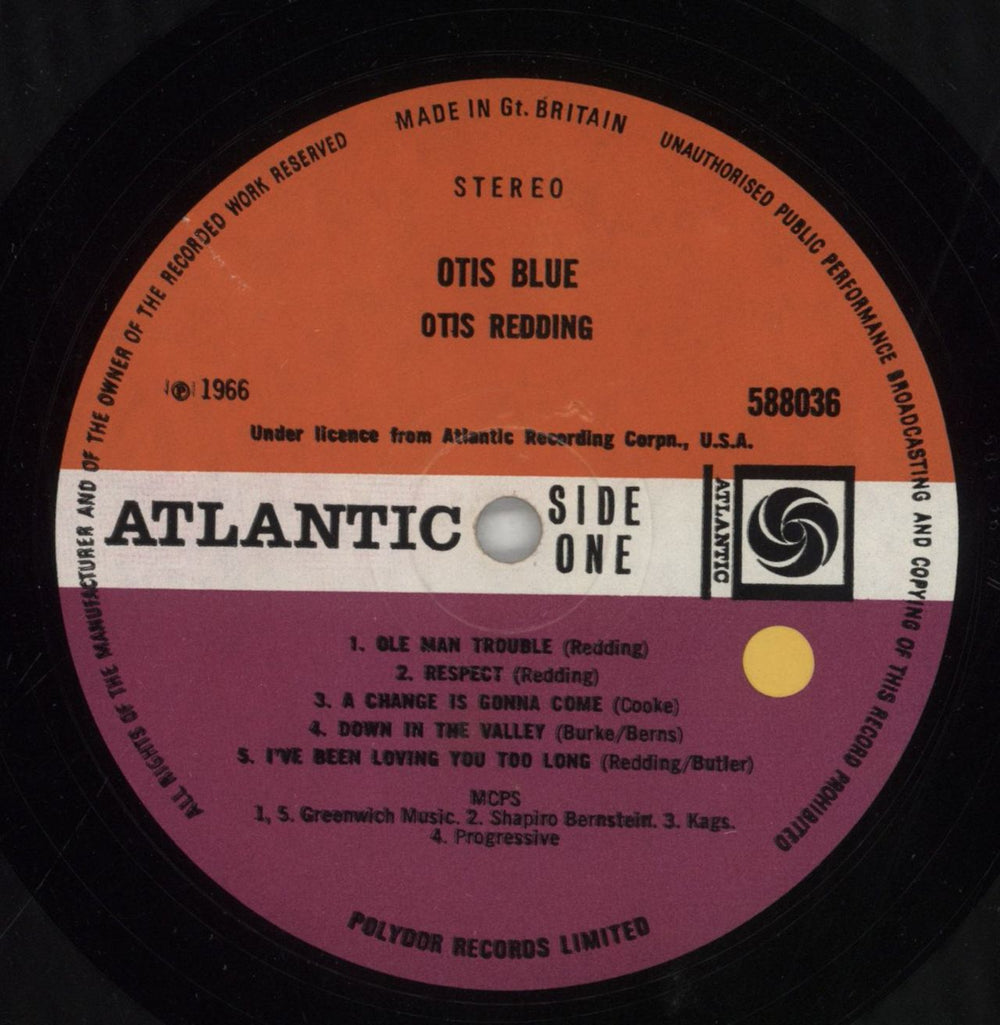 MADE IN Gt. BRITAIN
UNAUTHORISED PUBLIC PERFORMANCE BROADCASTING AND COPYING OF THIS RECORD PROHIBITED
ALL RIGHTS OF THE MANUFACTURER AND OF THE OWNER OF THE RECORDED WORK RESERVED
STEREO
OTIS BLUE
OTIS REDDING
℗ 1966
588036
Under licence from Atlantic Recording Corpn., U.S.A.
ATLANTIC
SIDE
ONE
ATLANTIC
1. OLE MAN TROUBLE (Redding)
2. RESPECT (Redding)
3. A CHANGE IS GONNA COME (Cooke)
4. DOWN IN THE VALLEY (Burke/Berns)
5. I'VE BEEN LOVING YOU TOO LONG (Redding/Butler)
MCPS
1, 5. Greenwich Music. 2. Shapiro Bernstein. 3. Kags.
4. Progressive
POLYDOR RECORDS LIMITED